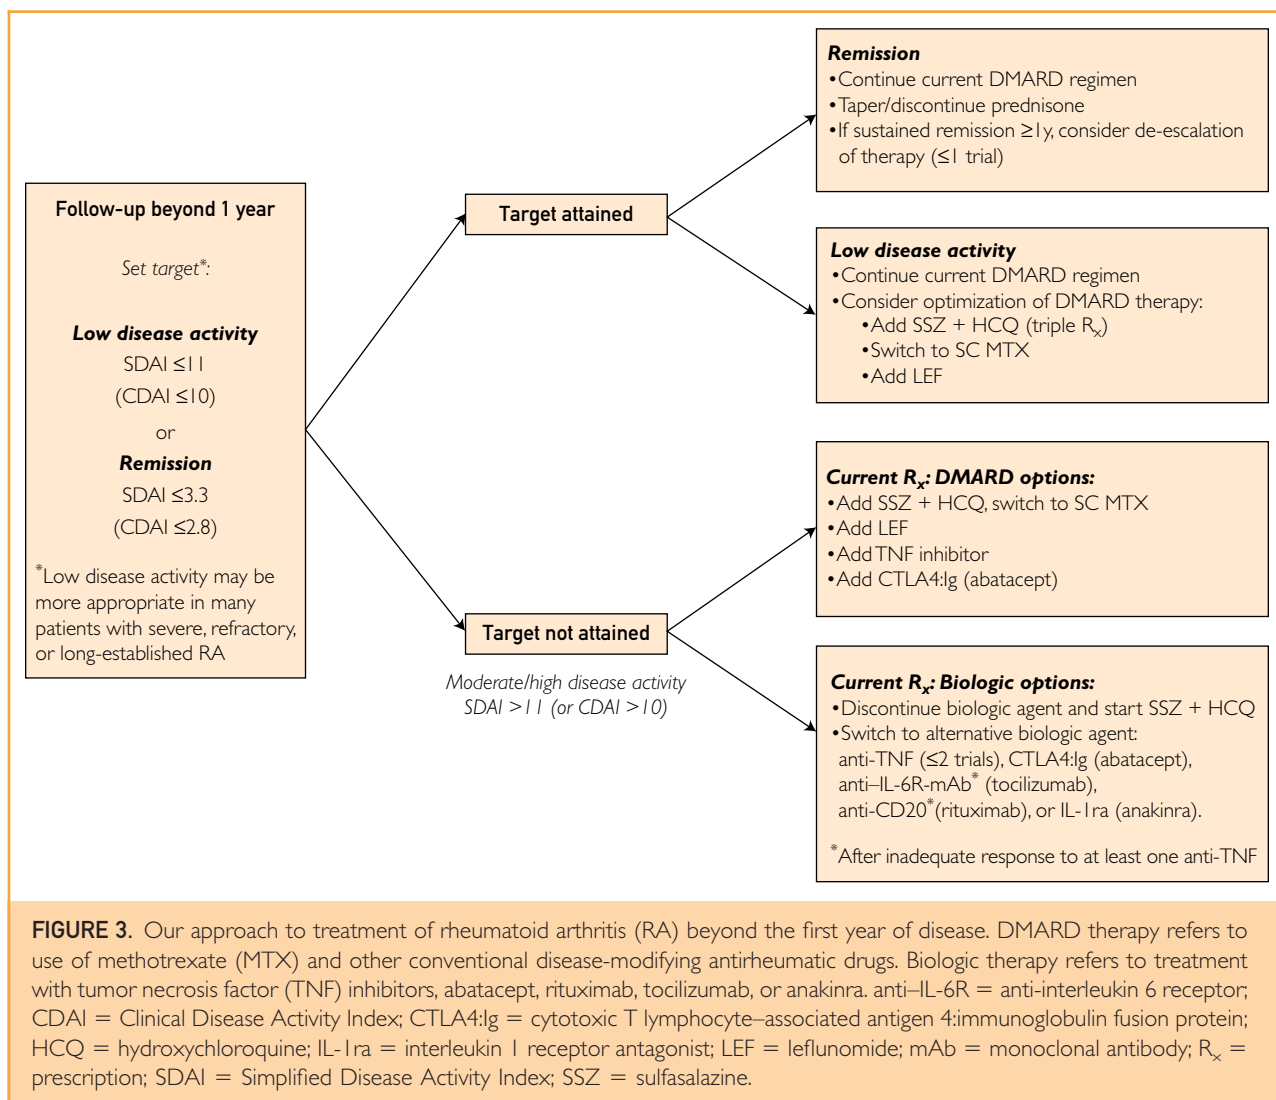 Follow-up beyond 1 year
Set target*:
Low disease activity
SDAI ≤11
(CDAI ≤10)
or
Remission
SDAI ≤3.3
(CDAI ≤2.8)
*Low disease activity may be
more appropriate in many
patients with severe, refractory,
or long-established RA
Target attained
Remission
•Continue current DMARD regimen
•Taper/discontinue prednisone
•If sustained remission ≥1y, consider de-escalation
of therapy (≤1 trial)
Low disease activity
•Continue current DMARD regimen
•Consider optimization of DMARD therapy:
•Add SSZ + HCQ (triple Rx)
•Switch to SC MTX
•Add LEF
Target not attained
Moderate/high disease activity
SDAI >11 (or CDAI >10)
Current Rx: DMARD options:
•Add SSZ + HCQ, switch to SC MTX
•Add LEF
•Add TNF inhibitor
•Add CTLA4:Ig (abatacept)
Current Rx: Biologic options:
•Discontinue biologic agent and start SSZ + HCQ
•Switch to alternative biologic agent:
anti-TNF (≤2 trials), CTLA4:Ig (abatacept),
anti–IL-6R-mAb* (tocilizumab),
anti-CD20*(rituximab), or IL-1ra (anakinra).
*After inadequate response to at least one anti-TNF
FIGURE 3. Our approach to treatment of rheumatoid arthritis (RA) beyond the first year of disease. DMARD therapy refers to
use of methotrexate (MTX) and other conventional disease-modifying antirheumatic drugs. Biologic therapy refers to treatment
with tumor necrosis factor (TNF) inhibitors, abatacept, rituximab, tocilizumab, or anakinra. anti–IL-6R = anti-interleukin 6 receptor;
CDAI = Clinical Disease Activity Index; CTLA4:Ig = cytotoxic T lymphocyte–associated antigen 4:immunoglobulin fusion protein;
HCQ = hydroxychloroquine; IL-1ra = interleukin 1 receptor antagonist; LEF = leflunomide; mAb = monoclonal antibody; Rx =
prescription; SDAI = Simplified Disease Activity Index; SSZ = sulfasalazine.